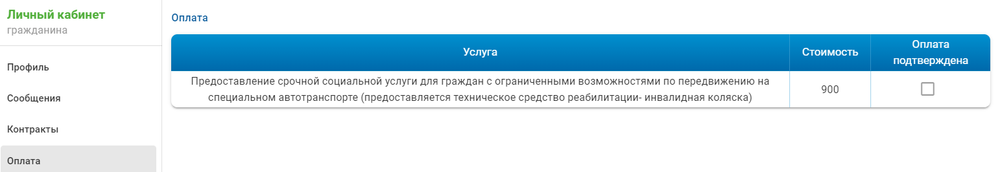 Личный кабинет
гражданина
Профиль
Сообщения
Контракты
Оплата
Оплата
Услуга
Стоимость
Оплата
подтверждена
Предоставление срочной социальной услуги для граждан с ограниченными возможностями по передвижению на
специальном автотранспорте (предоставляется техническое средство реабилитации- инвалидная коляска)
900